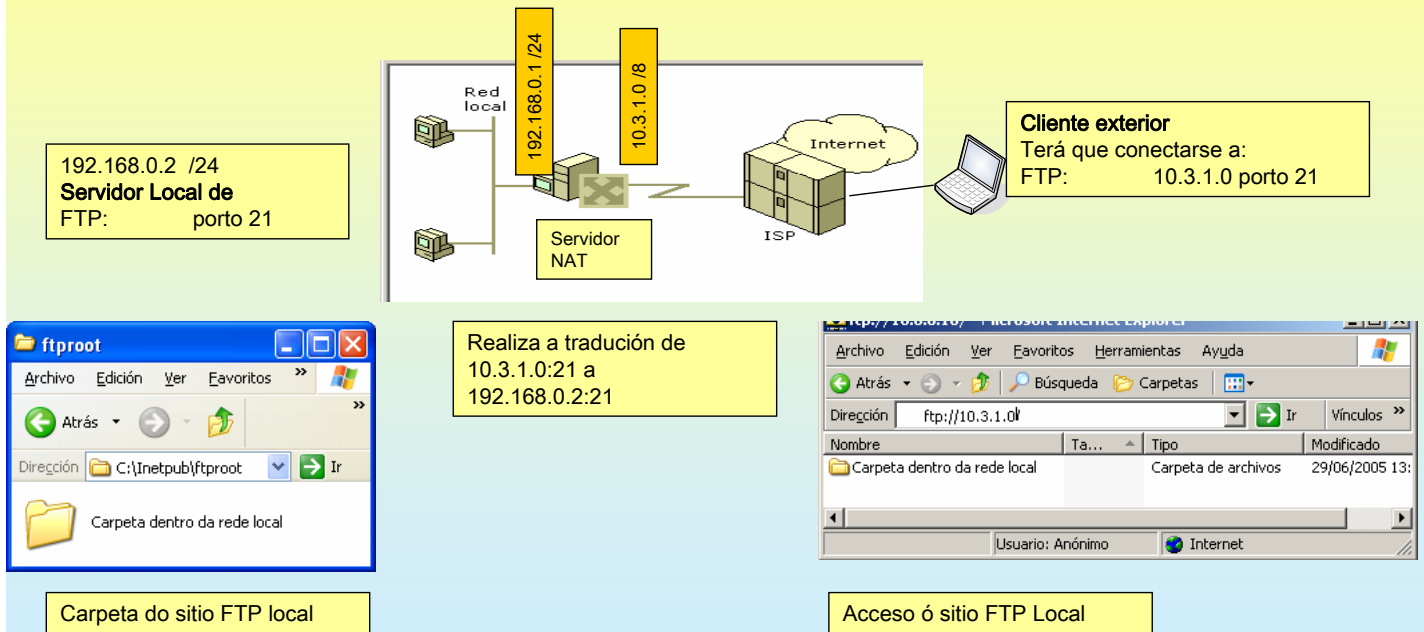 192.168.0.1 /24
10.3.1.0 /8
Red
local
Internet
ISP
Servidor
NAT
192.168.0.2 /24
Servidor Local de
FTP: porto 21
Cliente exterior
Terá que conectarse a:
FTP: 10.3.1.0 porto 21
ftproot
Archivo Edición Ver Favoritos »
Atrás »
Dirección C:\Inetpub\ftproot Ir
Carpeta dentro da rede local
Realiza a tradución de
10.3.1.0:21 a
192.168.0.2:21
Microsoft Internet Explorer
Archivo Edición Ver Favoritos Herramientas Ayuda
Atrás Búsqueda Carpetas
Dirección ftp://10.3.1.0 Ir Vínculos »
Nombre Ta... Tipo Modificado
Carpeta dentro da rede local Carpeta de archivos 29/06/2005 13:
Usuario: Anónimo Internet
Carpeta do sitio FTP local
Acceso ó sitio FTP Local